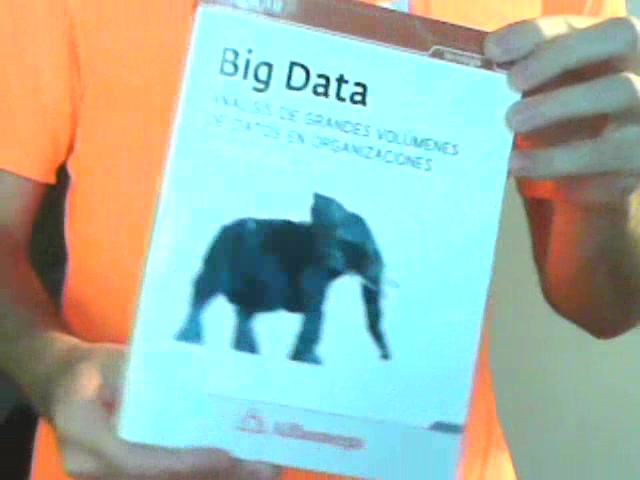 Big Data
ANÁLISIS DE GRANDES VOLÚMENES
DE DATOS EN ORGANIZACIONES